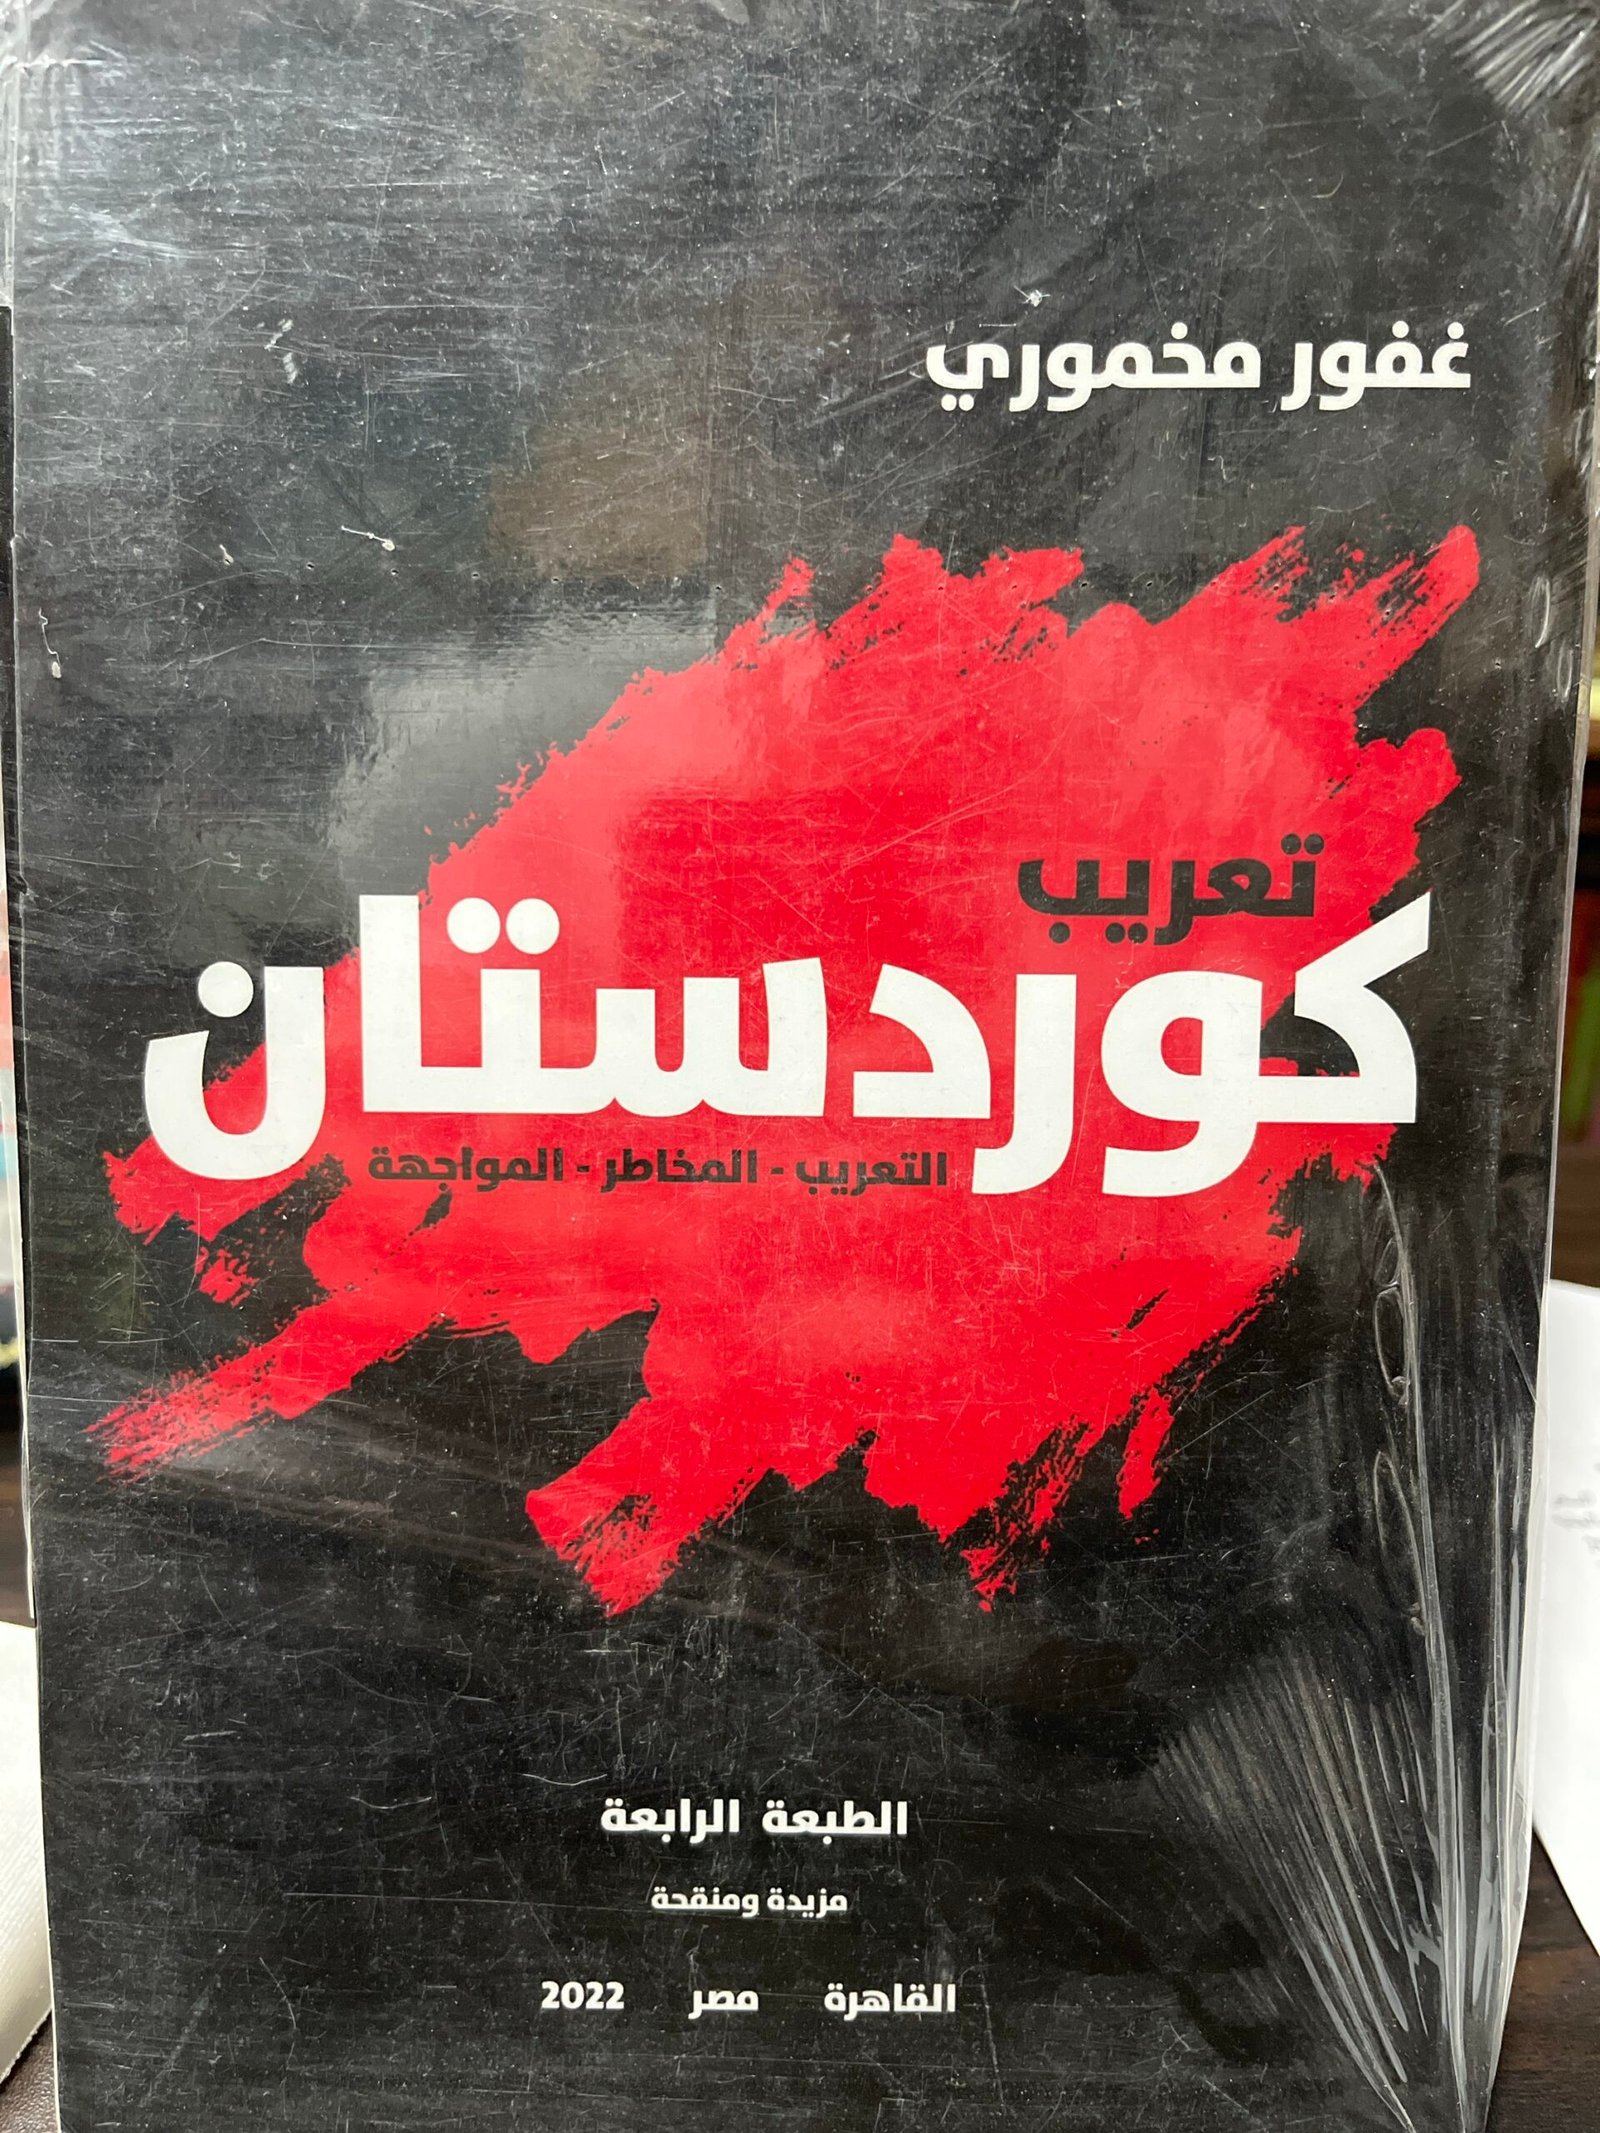 غفور مخموري
تعريب
كوردستان
التعريب - المخاطر - المواجهة
الطبعة الرابعة
مزيدة ومنقحة
القاهرة مصر 2022